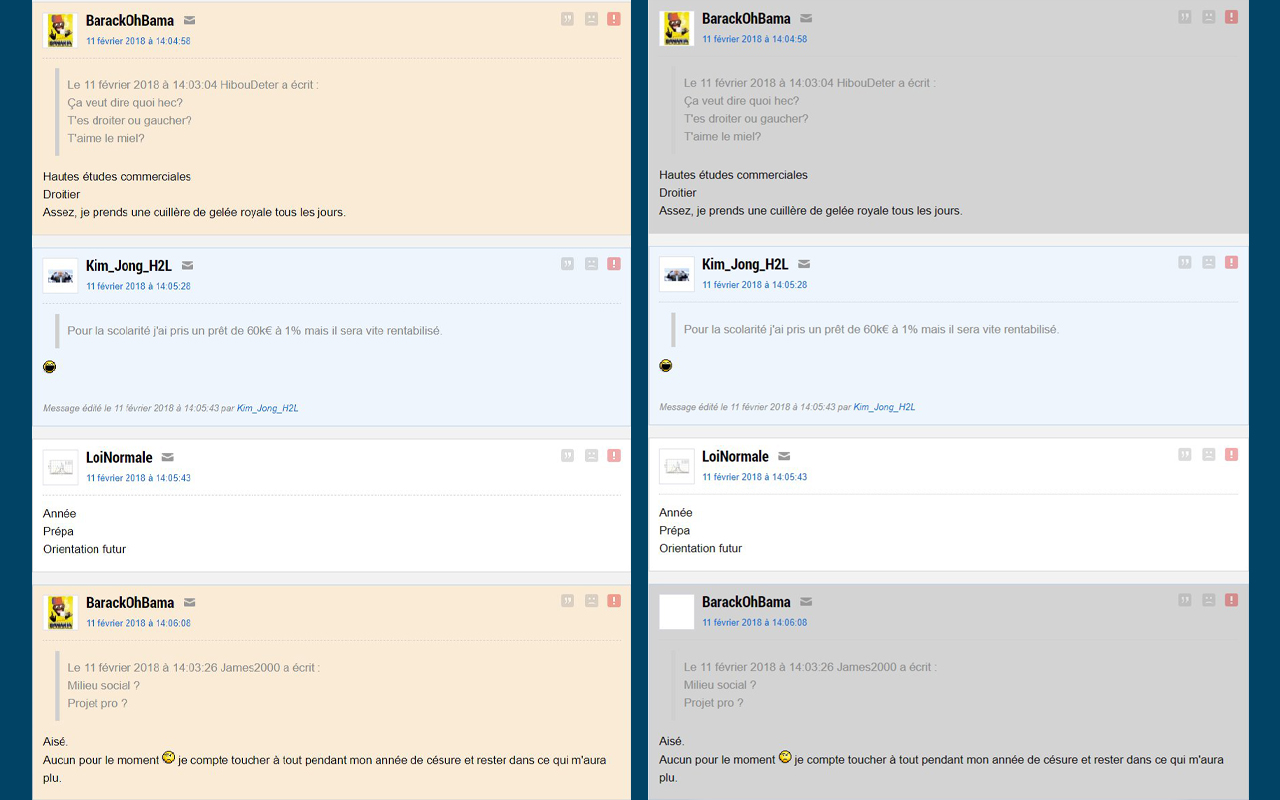 BarackOhBama
11 février 2018 à 14:04:58
Le 11 février 2018 à 14:03:04 HibouDeter a écrit :
Ça veut dire quoi hec?
T'es droiter ou gaucher?
T'aime le miel?
Hautes études commerciales
Droitier
Assez, je prends une cuillère de gelée royale tous les jours.
Kim_Jong_H2L
11 février 2018 à 14:05:28
Pour la scolarité j'ai pris un prêt de 60k€ à 1% mais il sera vite rentabilisé.
Message édité le 11 février 2018 à 14:05:43 par Kim_Jong_H2L
LoiNormale
11 février 2018 à 14:05:43
Année
Prépa
Orientation futur
BarackOhBama
11 février 2018 à 14:06:08
Le 11 février 2018 à 14:03:26 James2000 a écrit :
Milieu social ?
Projet pro ?
Aisé.
Aucun pour le moment je compte toucher à tout pendant mon année de césure et rester dans ce qui m'aura
plu.
BarackOhBama
11 février 2018 à 14:04:58
Le 11 février 2018 à 14:03:04 HibouDeter a écrit :
Ça veut dire quoi hec?
T'es droiter ou gaucher?
T'aime le miel?
Hautes études commerciales
Droitier
Assez, je prends une cuillère de gelée royale tous les jours.
Kim_Jong_H2L
11 février 2018 à 14:05:28
Pour la scolarité j'ai pris un prêt de 60k€ à 1% mais il sera vite rentabilisé.
Message édité le 11 février 2018 à 14:05:43 par Kim_Jong_H2L
LoiNormale
11 février 2018 à 14:05:43
Année
Prépa
Orientation futur
BarackOhBama
11 février 2018 à 14:06:08
Le 11 février 2018 à 14:03:26 James2000 a écrit :
Milieu social ?
Projet pro ?
Aisé.
Aucun pour le moment je compte toucher à tout pendant mon année de césure et rester dans ce qui m'aura
plu.